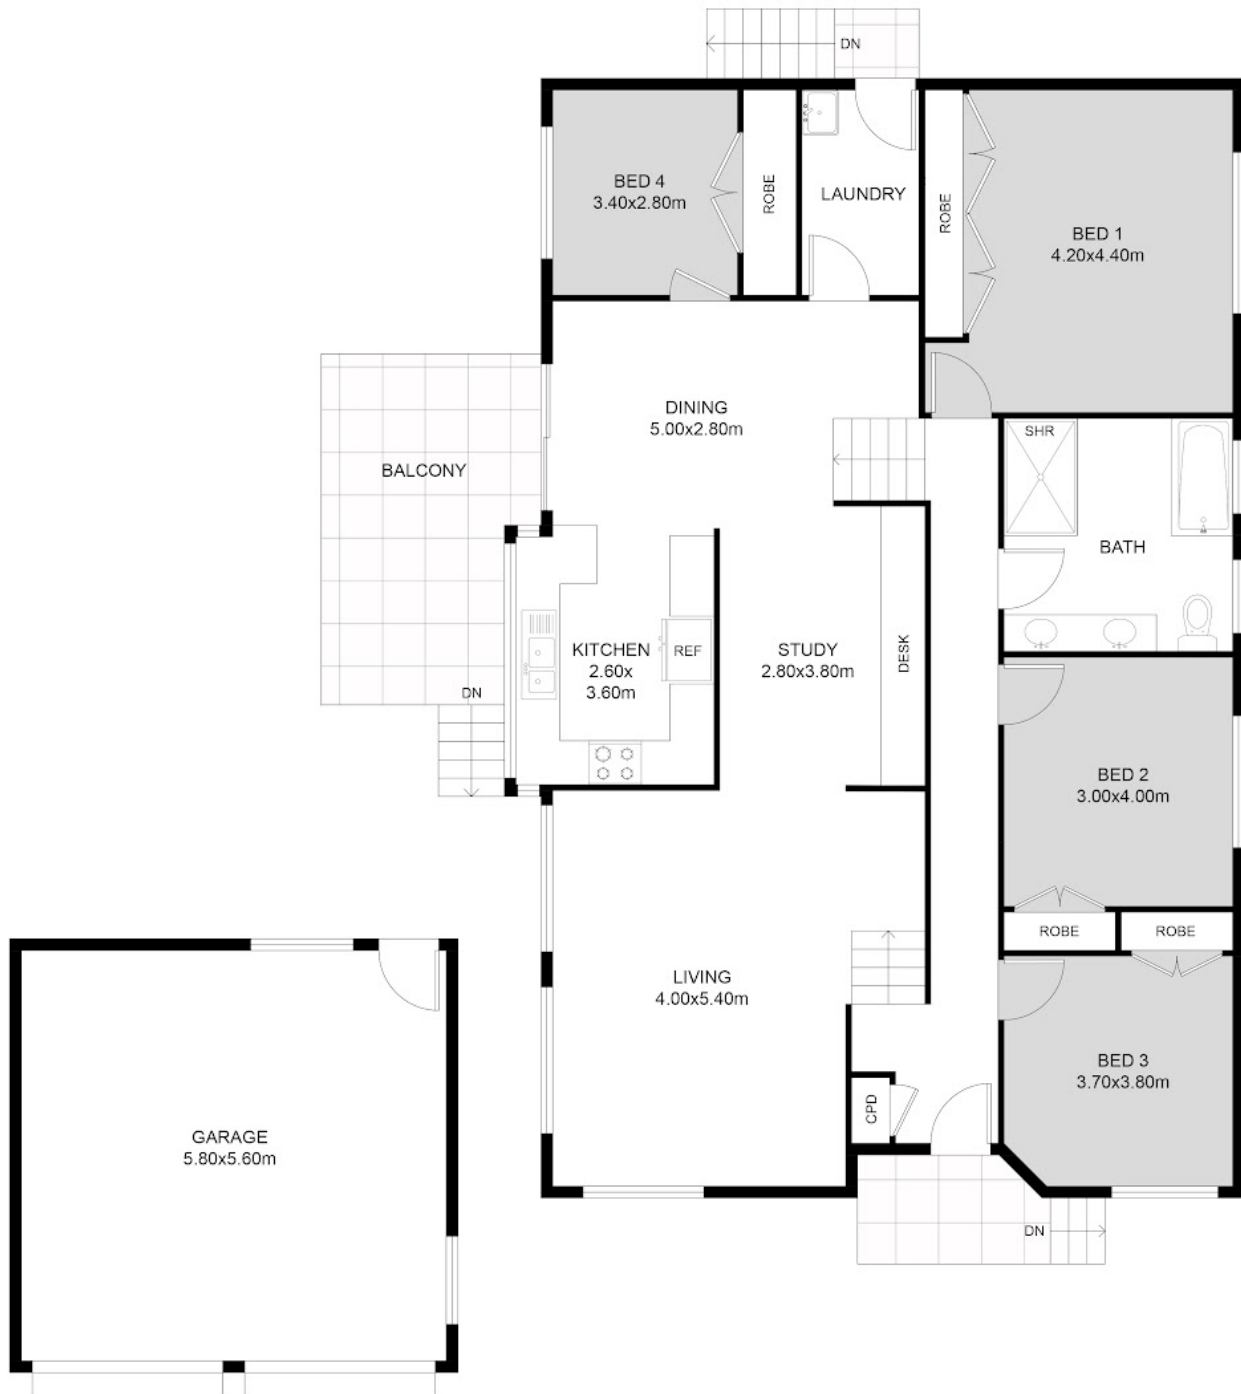 DN
BED 4
3.40x2.80m
ROBE
LAUNDRY
ROBE
BED 1
4.20x4.40m
DINING
5.00x2.80m
SHR
BALCONY
BATH
KITCHEN
2.60x
3.60m
REF
STUDY
2.80x3.80m
DESK
DN
BED 2
3.00x4.00m
ROBE
ROBE
LIVING
4.00x5.40m
BED 3
3.70x3.80m
CPD
GARAGE
5.80x5.60m
DN